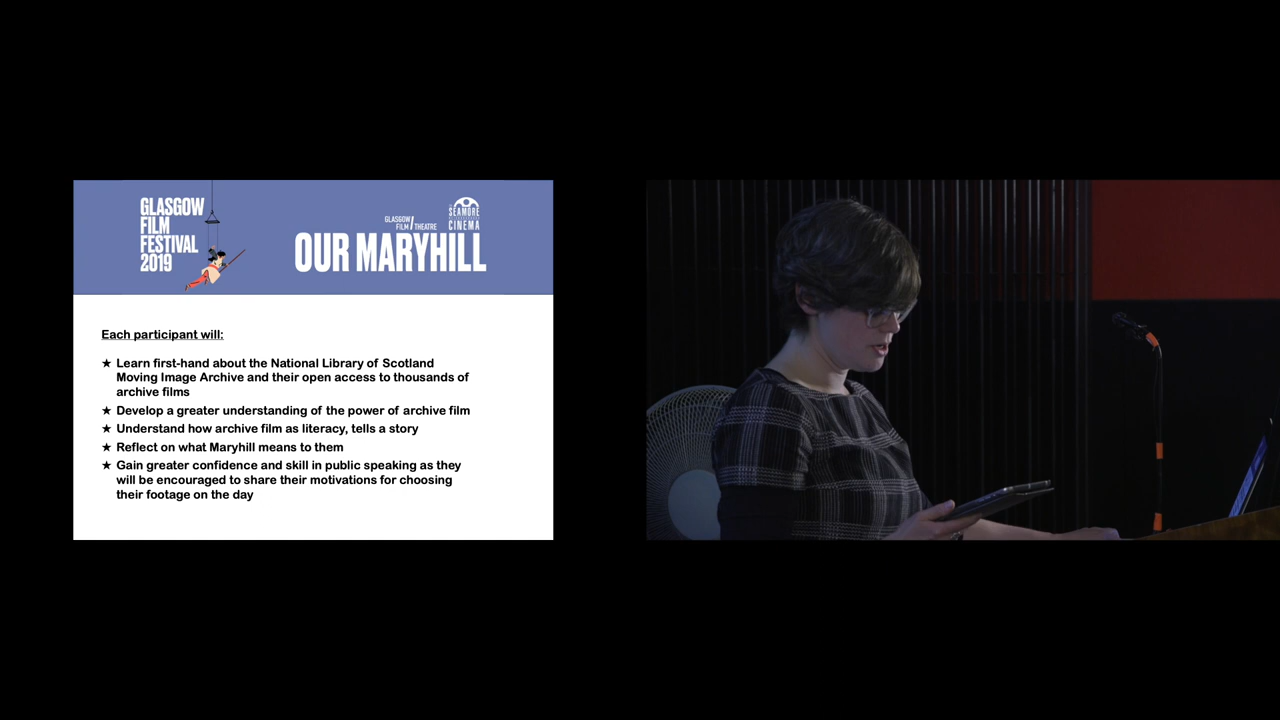 GLASGOW
FILM
FESTIVAL
2019
GLASGOW
FILM
THEATRE
SEAMORE
CINEMA
OUR MARYHILL
Each participant will:
★ Learn first-hand about the National Library of Scotland
Moving Image Archive and their open access to thousands of
archive films
★ Develop a greater understanding of the power of archive film
★ Understand how archive film as literacy, tells a story
★ Reflect on what Maryhill means to them
★ Gain greater confidence and skill in public speaking as they
will be encouraged to share their motivations for choosing
their footage on the day